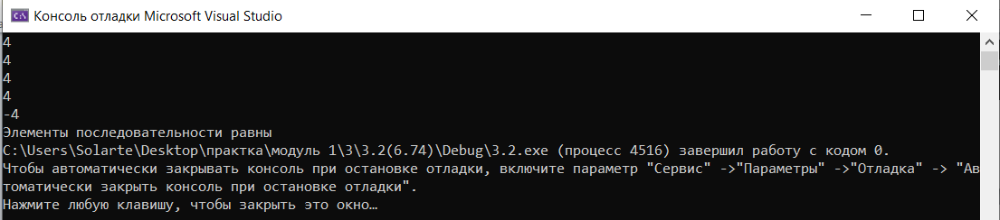 Консоль отладки Microsoft Visual Studio
4
4
4
4
-4
Элементы последовательности равны
C:\Users\Solarte\Desktop\практка\модуль 1\3\3.2(6.74)\Debug\3.2.exe (процесс 4516) завершил работу с кодом 0.
Чтобы автоматически закрывать консоль при остановке отладки, включите параметр "Сервис" ->"Параметры" ->"Отладка" -> "Ав
томатически закрыть консоль при остановке отладки".
Нажмите любую клавишу, чтобы закрыть это окно…